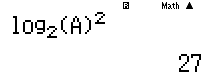 R Math ▲
log₂(A)²
27